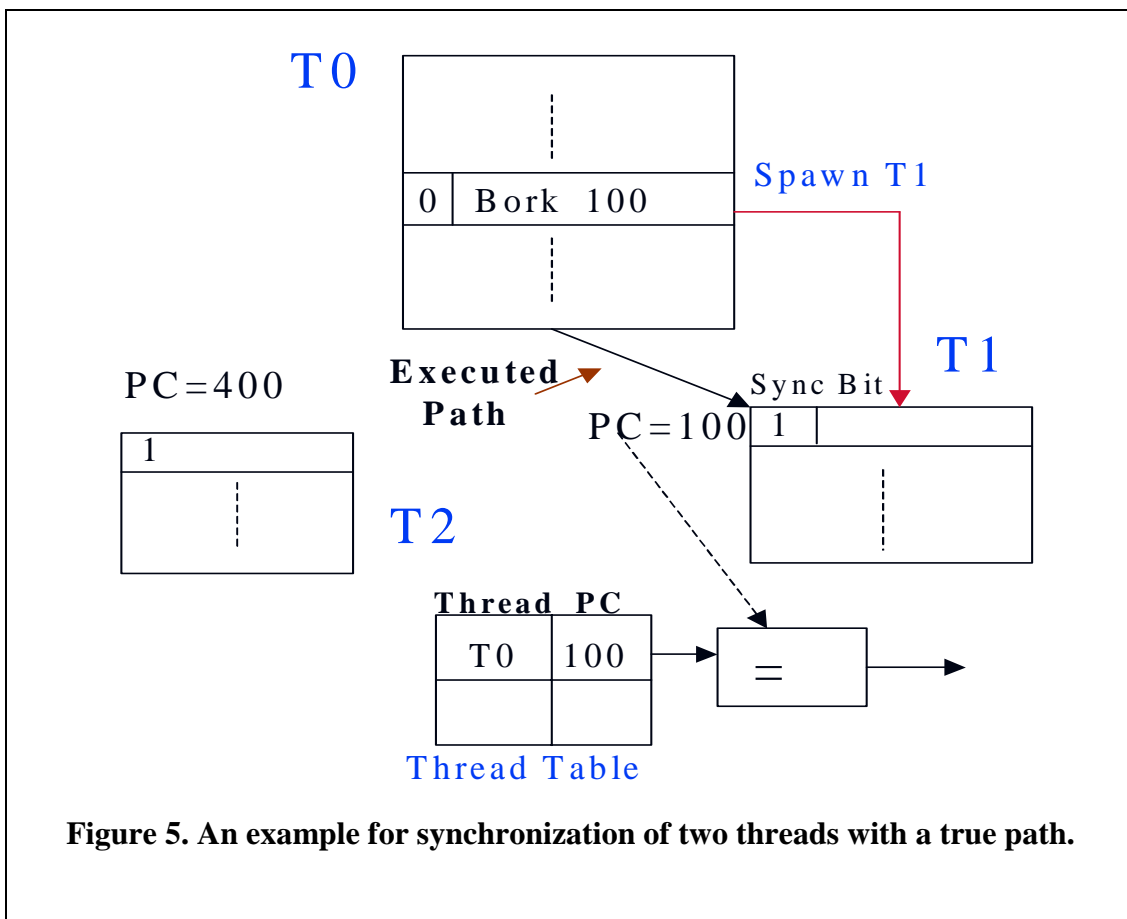 T0
Spawn T1
0 Bork 100
T1
Executed
Path
Sync Bit
PC=400
PC=100
1
1
T2
Thread PC
T0 100
=
Thread Table
Figure 5. An example for synchronization of two threads with a true path.